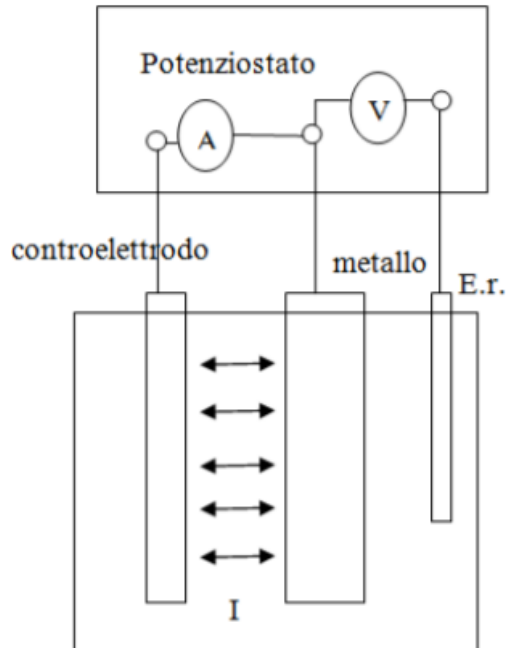 Potenziostato
A
V
controelettrodo
metallo
E.r.
I